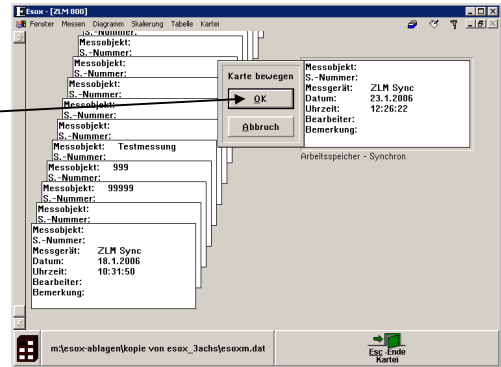 Esox - [ZLM 800]
Fenster Messen Diagramm Skalierung Tabelle Kartei
S.-Nummer:
Messobjekt:
S.-Nummer:
Messobjekt:
S.-Nummer:
Messobjekt:
S.-Nummer:
Messobjekt:
S.-Nummer:
Messobjekt:
S.-Nummer:
Messobjekt: Testmessung
S.-Nummer:
Messobjekt: 999
S.-Nummer:
Messobjekt: 99999
S.-Nummer:
Messobjekt:
S.-Nummer:
Messobjekt:
S.-Nummer:
Messgerät: ZLM Sync
Datum: 18.1.2006
Uhrzeit: 10:31:50
Bearbeiter:
Bemerkung:
Karte bewegen
OK
Abbruch
Messobjekt:
S.-Nummer:
Messgerät: ZLM Sync
Datum: 23.1.2006
Uhrzeit: 12:26:22
Bearbeiter:
Bemerkung:
Arbeitsspeicher - Synchron
m:\esox-ablagen\kopie von esox_3achs\esoxm.dat
Esc -Ende
Kartei